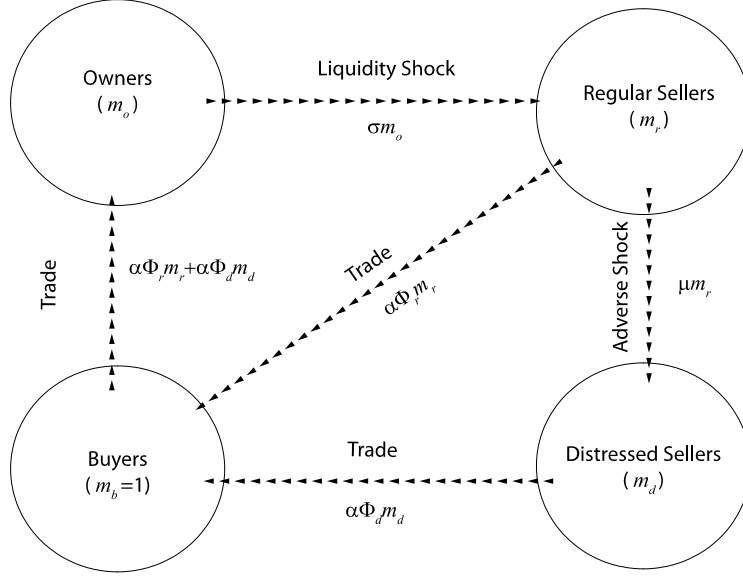 Owners
(m_o)
Liquidity Shock
σm_o
Regular Sellers
(m_r)
Trade
αΦ_r m_r+αΦ_d m_d
Trade
αΦ_r m_r
Adverse Shock
μm_r
Buyers
(m_b=1)
Trade
αΦ_d m_d
Distressed Sellers
(m_d)